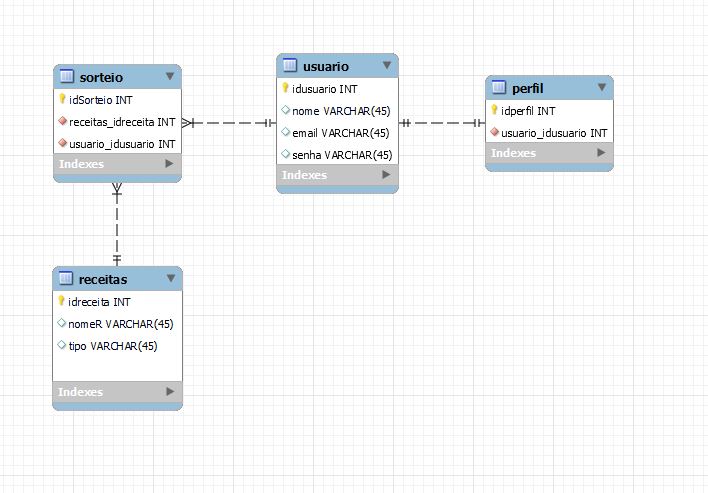 sorteio
idSorteio INT
receitas_idreceita INT
usuario_idusuario INT
Indexes
usuario
idusuario INT
nome VARCHAR(45)
email VARCHAR(45)
senha VARCHAR(45)
Indexes
perfil
idperfil INT
usuario_idusuario INT
Indexes
receitas
idreceita INT
nomeR VARCHAR(45)
tipo VARCHAR(45)
Indexes